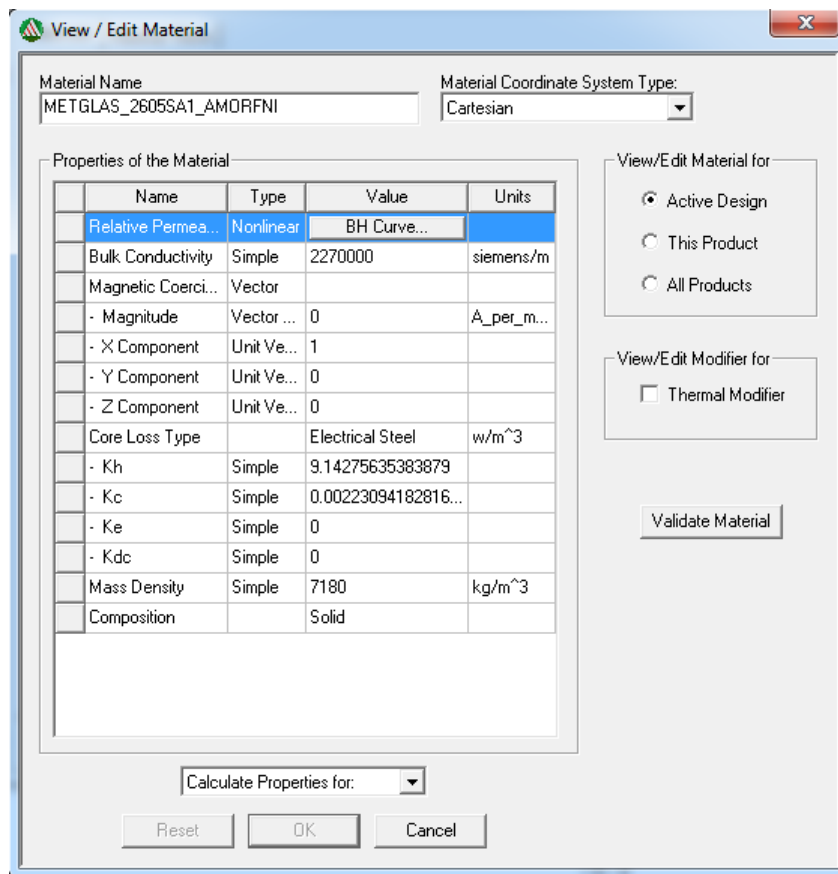 View / Edit Material
x
Material Name
Material Coordinate System Type:
METGLAS_2605SA1_AMORFNI
Cartesian
Properties of the Material
Name Type Value Units
Relative Permea... Nonlinear BH Curve...
Bulk Conductivity Simple 2270000 siemens/m
Magnetic Coerci... Vector
- Magnitude Vector ... 0 A_per_m...
- X Component Unit Ve... 1
- Y Component Unit Ve... 0
- Z Component Unit Ve... 0
Core Loss Type Electrical Steel w/m^3
- Kh Simple 9.14275635383879
- Kc Simple 0.00223094182816...
- Ke Simple 0
- Kdc Simple 0
Mass Density Simple 7180 kg/m^3
Composition Solid
View/Edit Material for
Active Design
This Product
All Products
View/Edit Modifier for
Thermal Modifier
Validate Material
Calculate Properties for:
Reset OK Cancel